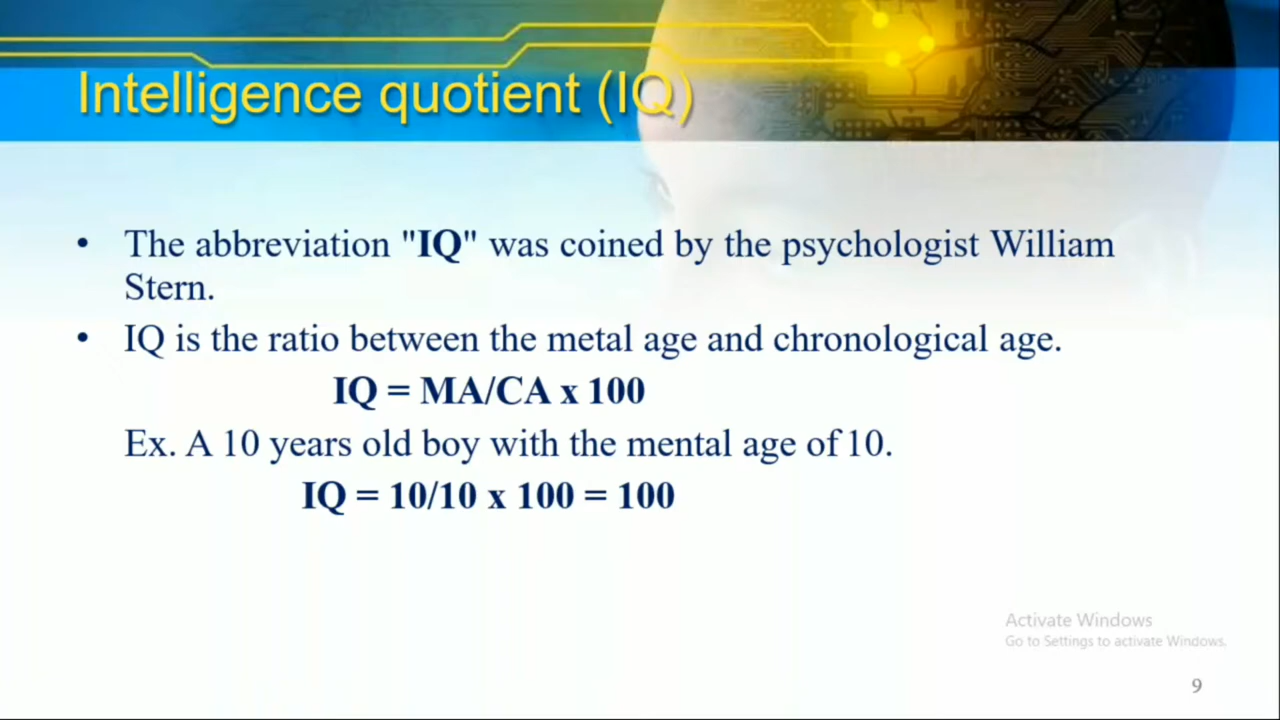 Intelligence quotient (IQ)
• The abbreviation "IQ" was coined by the psychologist William
Stern.
• IQ is the ratio between the metal age and chronological age.
IQ = MA/CA x 100
Ex. A 10 years old boy with the mental age of 10.
IQ = 10/10 x 100 = 100
Activate Windows
Go to Settings to activate Windows.
9